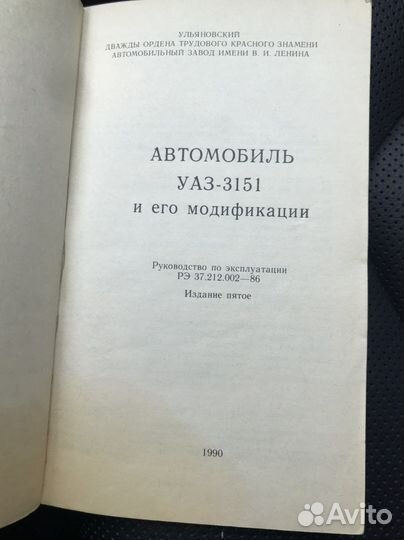 УЛЬЯНОВСКИЙ
ДВАЖДЫ ОРДЕНА ТРУДОВОГО КРАСНОГО ЗНАМЕНИ
АВТОМОБИЛЬНЫЙ ЗАВОД ИМЕНИ В. И. ЛЕНИНА
АВТОМОБИЛЬ
УАЗ-3151
и его модификации
Руководство по эксплуатации
РЭ 37.212.002—86
Издание пятое
1990
Avito